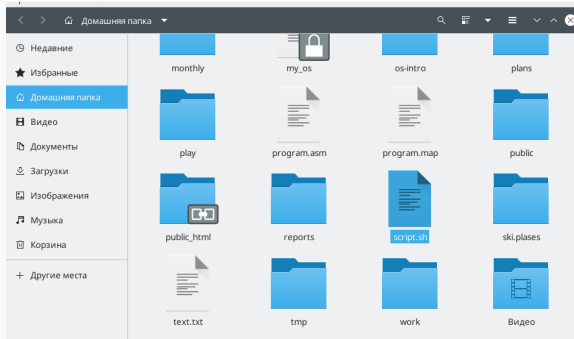 Домашняя папка
Недавние
Избранные
Домашняя папка
Видео
Документы
Загрузки
Изображения
Музыка
Корзина
Другие места
monthly
my_os
os-intro
plans
play
program.asm
program.map
public
public_html
reports
script.sh
ski.plases
text.txt
tmp
work
Видео